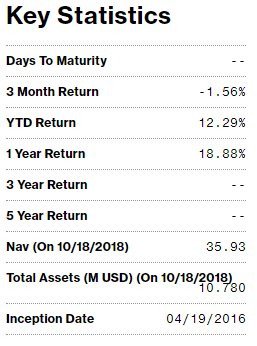 Key Statistics
Days To Maturity --
3 Month Return -1.56%
YTD Return 12.29%
1 Year Return 18.88%
3 Year Return --
5 Year Return --
Nav (On 10/18/2018) 35.93
Total Assets (M USD) (On 10/18/2018) 10.780
Inception Date 04/19/2016